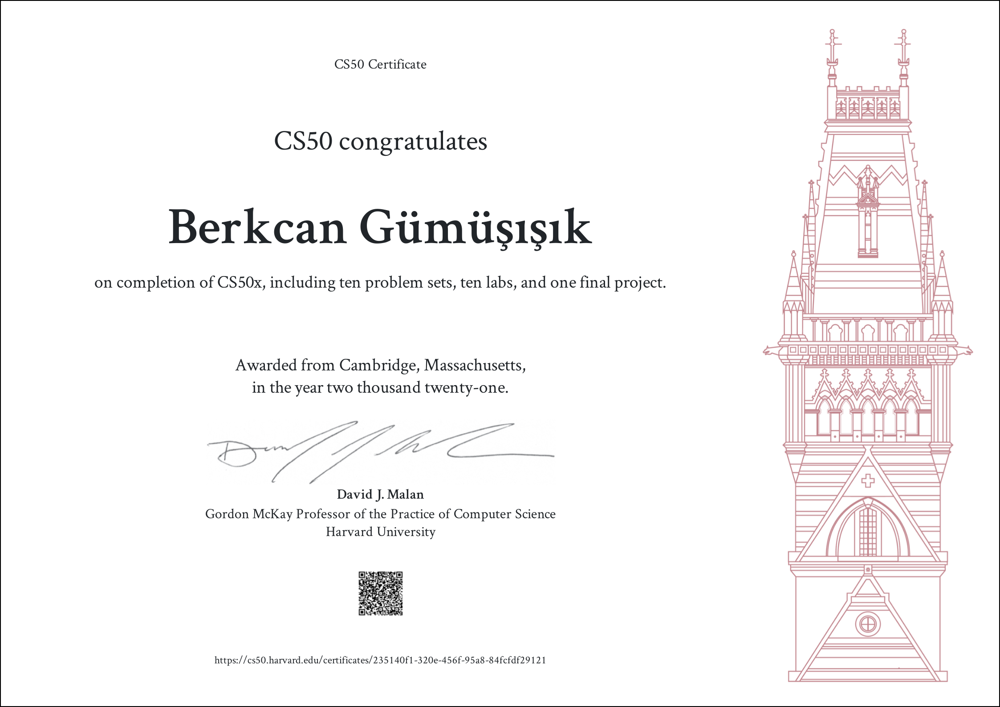 CS50 Certificate
CS50 congratulates
Berkcan Gümüşışık
on completion of CS50x, including ten problem sets, ten labs, and one final project.
Awarded from Cambridge, Massachusetts,
in the year two thousand twenty-one.
David J. Malan
Gordon McKay Professor of the Practice of Computer Science
Harvard University
https://cs50.harvard.edu/certificates/235140f1-320e-456f-95a8-84fcfdf29121